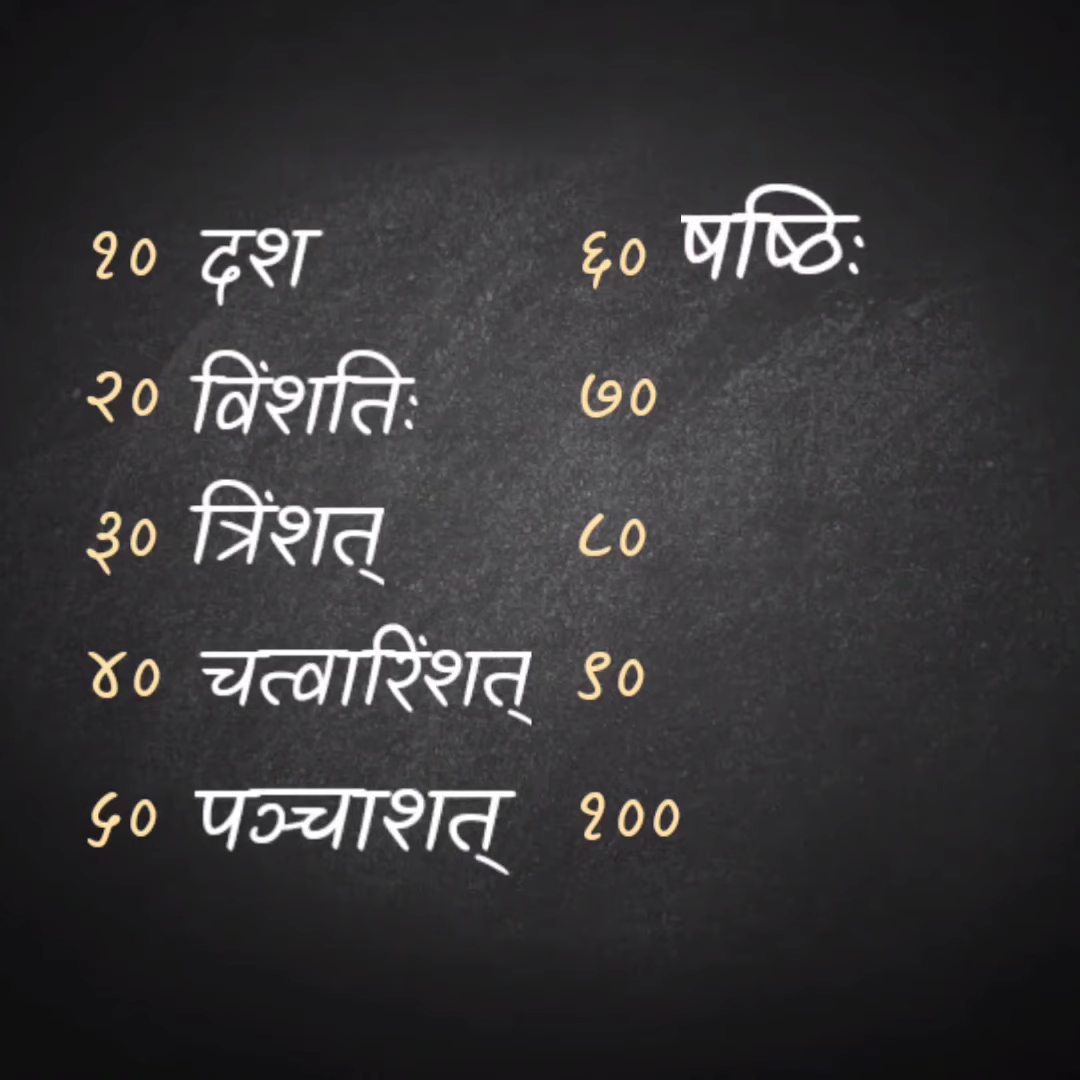 १० दश
२० विंशतिः
३० त्रिंशत्
४० चत्वारिंशत्
५० पञ्चाशत्
६० षष्ठिः
७०
८०
९०
१००